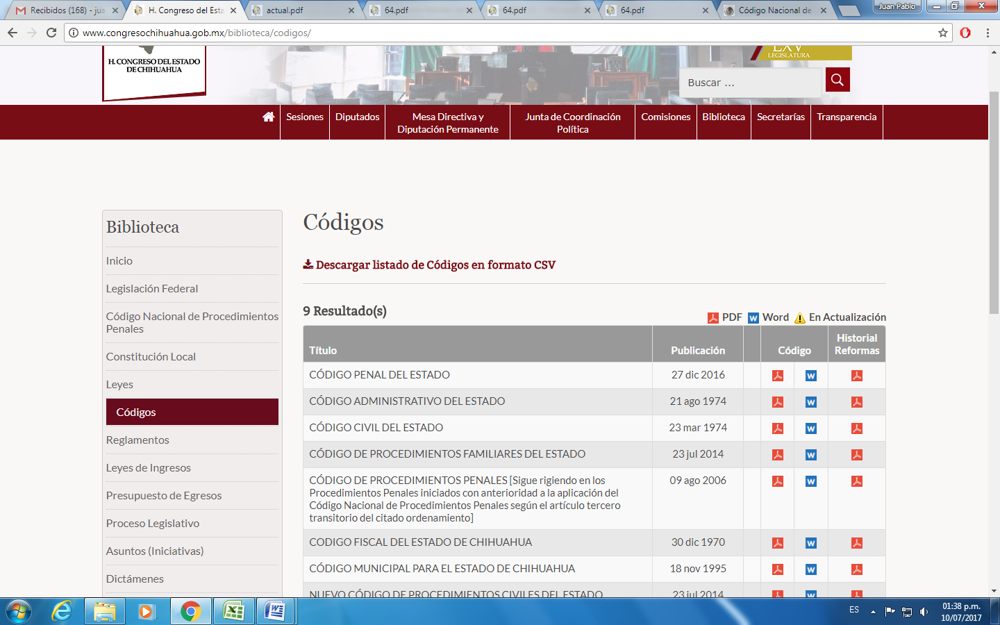 Recibidos (168) - jua
H. Congreso del Esta
actual.pdf
64.pdf
64.pdf
64.pdf
Código Nacional de
Juan Pablo
www.congresochihuahua.gob.mx/biblioteca/codigos/
H. CONGRESO DEL ESTADO
DE CHIHUAHUA
LXV
LEGISLATURA
Buscar ...
Sesiones
Diputados
Mesa Directiva y
Diputación Permanente
Junta de Coordinación
Política
Comisiones
Biblioteca
Secretarías
Transparencia
Biblioteca
Inicio
Legislación Federal
Código Nacional de Procedimientos
Penales
Constitución Local
Leyes
Códigos
Reglamentos
Leyes de Ingresos
Presupuesto de Egresos
Proceso Legislativo
Asuntos (Iniciativas)
Dictámenes
Códigos
Descargar listado de Códigos en formato CSV
9 Resultado(s)
PDF Word En Actualización
Título Publicación Código Historial
Reformas
CÓDIGO PENAL DEL ESTADO 27 dic 2016
CÓDIGO ADMINISTRATIVO DEL ESTADO 21 ago 1974
CÓDIGO CIVIL DEL ESTADO 23 mar 1974
CÓDIGO DE PROCEDIMIENTOS FAMILIARES DEL ESTADO 23 jul 2014
CÓDIGO DE PROCEDIMIENTOS PENALES [Sigue rigiendo en los 09 ago 2006
Procedimientos Penales iniciados con anterioridad a la aplicación del
Código Nacional de Procedimientos Penales según el artículo tercero
transitorio del citado ordenamiento]
CODIGO FISCAL DEL ESTADO DE CHIHUAHUA 30 dic 1970
CÓDIGO MUNICIPAL PARA EL ESTADO DE CHIHUAHUA 18 nov 1995
NUEVO CÓDIGO DE PROCEDIMIENTOS CIVILES DEL ESTADO 23 jul 2014
ES
01:38 p.m.
10/07/2017